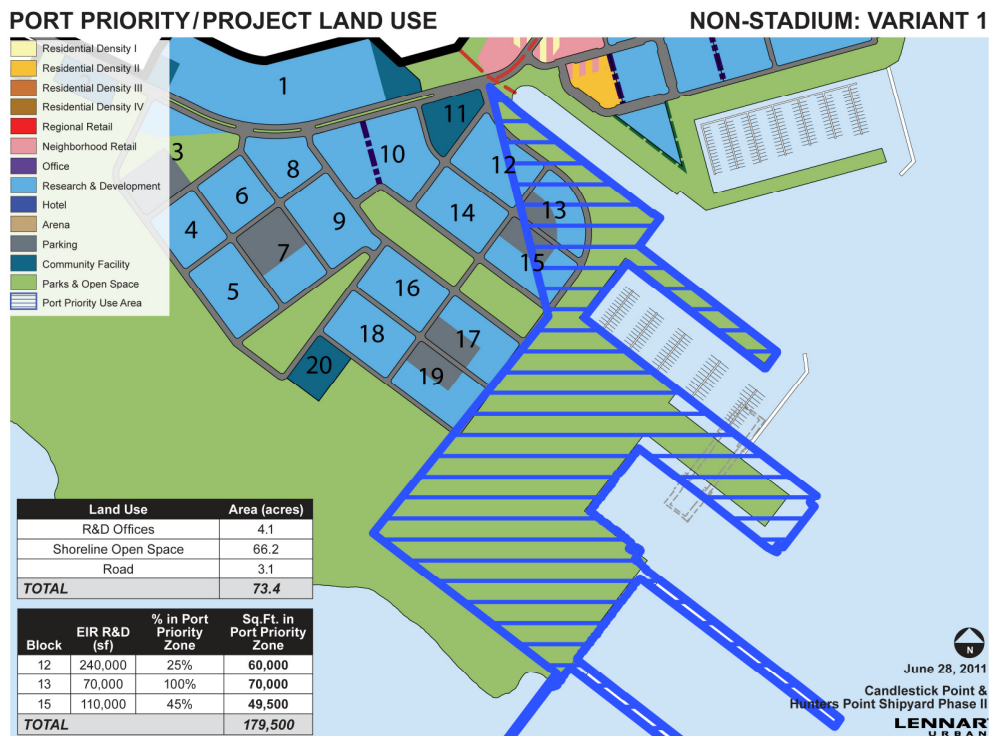 PORT PRIORITY/PROJECT LAND USE
NON-STADIUM: VARIANT 1
Residential Density I
Residential Density II
Residential Density III
Residential Density IV
Regional Retail
Neighborhood Retail
Office
Research & Development
Hotel
Arena
Parking
Community Facility
Parks & Open Space
Port Priority Use Area
1
11
3
8
10
12
6
13
4
9
14
7
15
5
16
18
17
20
19
Land Use Area (acres)
R&D Offices 4.1
Shoreline Open Space 66.2
Road 3.1
TOTAL 73.4
Block EIR R&D (sf) % in Port Priority Zone Sq.Ft. in Port Priority Zone
12 240,000 25% 60,000
13 70,000 100% 70,000
15 110,000 45% 49,500
TOTAL 179,500
N
June 28, 2011
Candlestick Point &
Hunters Point Shipyard Phase II
LENNAR
URBAN